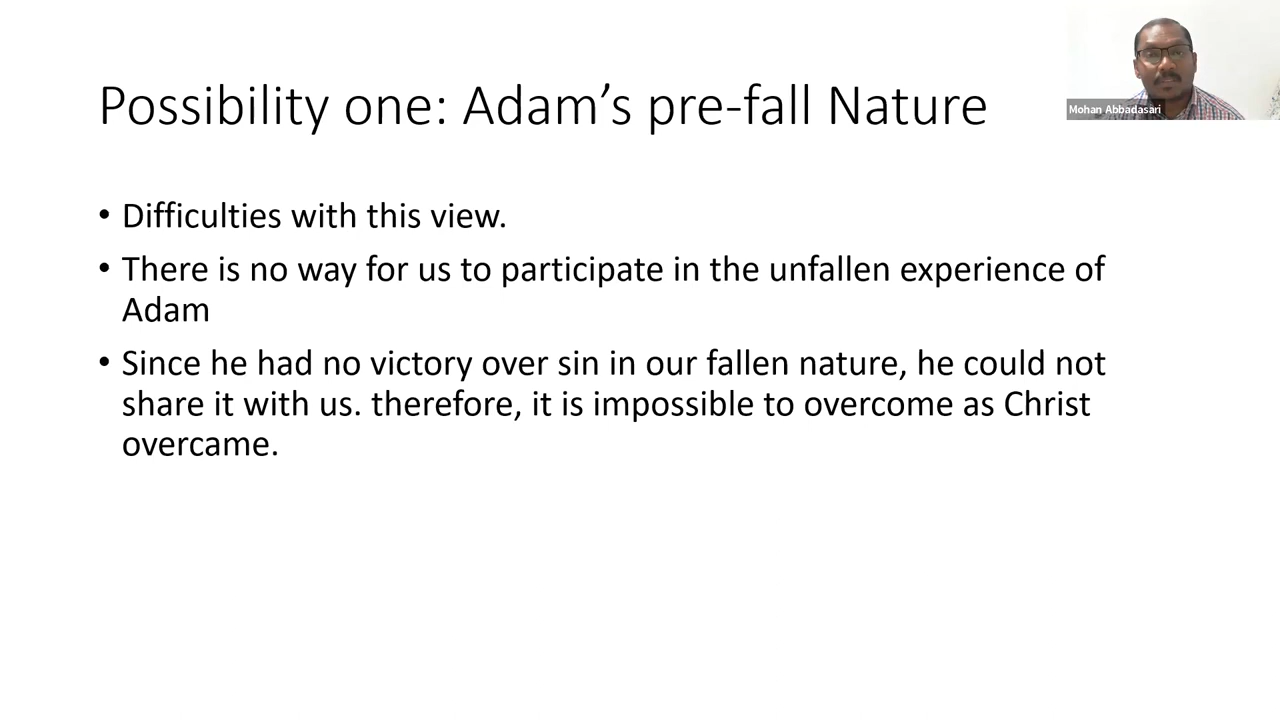 Possibility one: Adam’s pre-fall Nature
Mohan Abbadasari
• Difficulties with this view.
• There is no way for us to participate in the unfallen experience of
Adam
• Since he had no victory over sin in our fallen nature, he could not
share it with us. therefore, it is impossible to overcome as Christ
overcame.